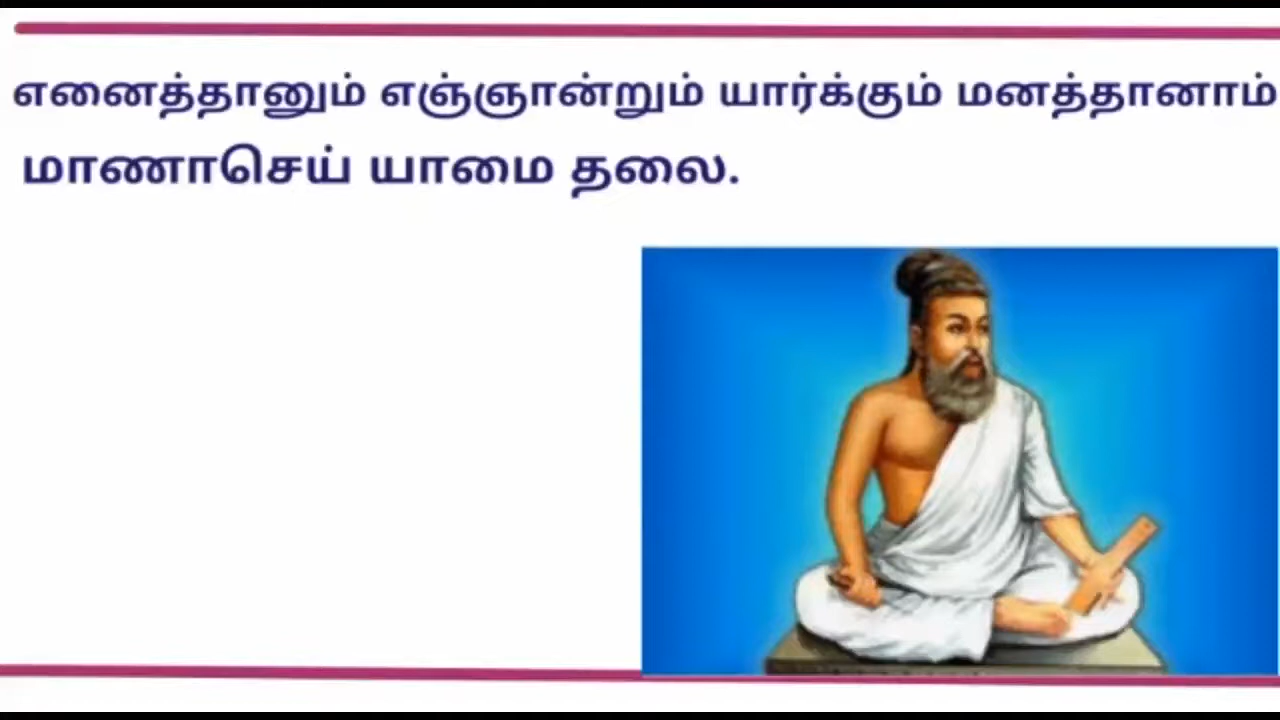 எனைத்தானும் எஞ்ஞான்றும் யார்க்கும் மனத்தானாம்
மாணாசெய் யாமை தலை.